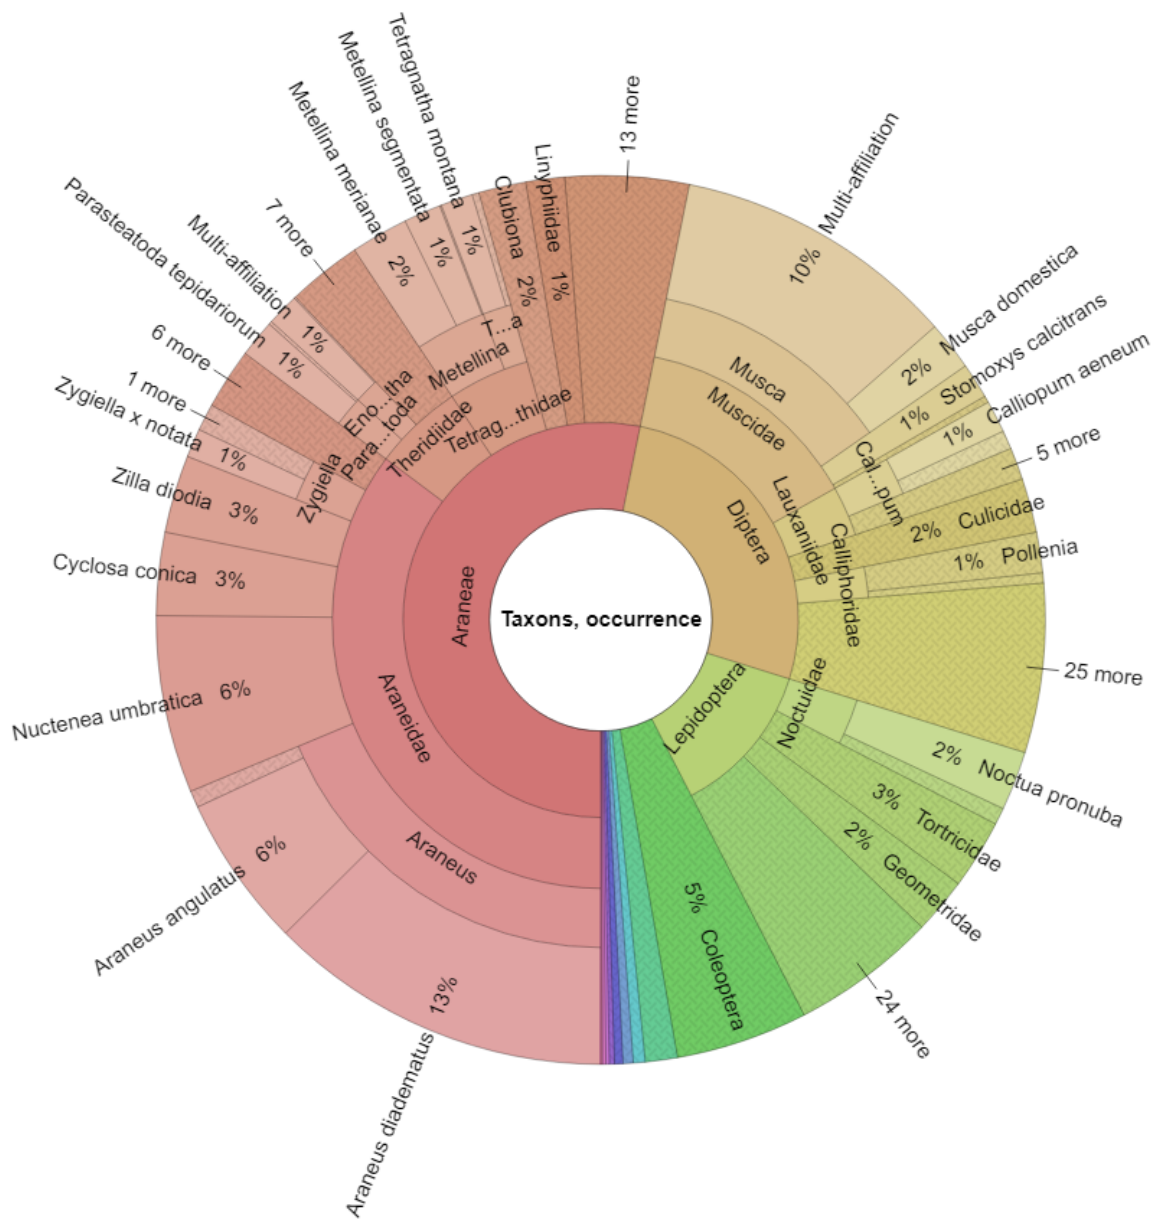 Taxons, occurrence
Araneae
Diptera
Lepidoptera
5% Coleoptera
Araneidae
Araneus
13%
Araneus diadematus
6%
Araneus angulatus
Nuctenea umbratica 6%
Cyclosa conica 3%
Zilla diodia 3%
Zygiella
Zygiella x notata 1%
1 more
6 more
Theridiidae
Para...toda
Parasteatoda tepidariorum 1%
Eno...tha
Multi-affiliation 1%
7 more
Tetrag...thidae
Metellina
Metellina merianae 2%
Metellina segmentata 1%
T...a
Tetragnatha montana 1%
Clubiona 2%
Linyphiidae 1%
13 more
Muscidae
Musca
10% Multi-affiliation
2% Musca domestica
1% Stomoxys calcitrans
Lauxaniidae
Cal...pum
1% Calliopum aeneum
5 more
2% Culicidae
Calliphoridae
1% Pollenia
25 more
Noctuidae
2% Noctua pronuba
3% Tortricidae
2% Geometridae
24 more